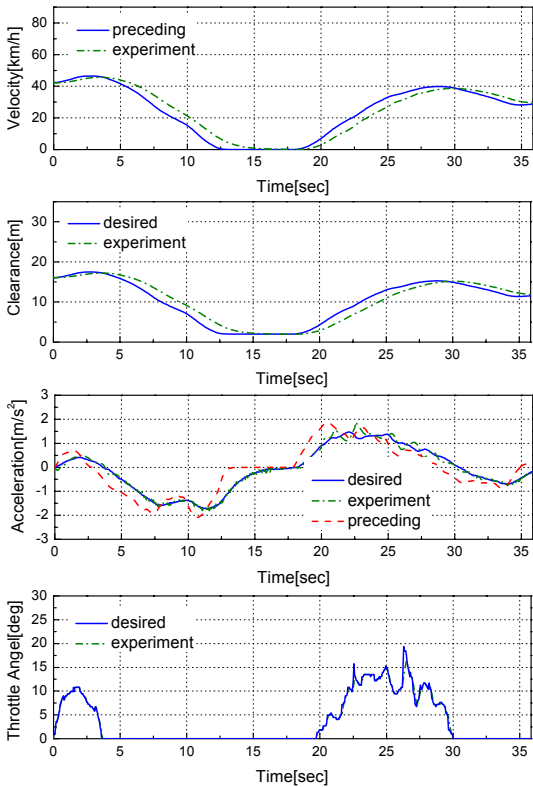 80
60
40
20
0
Velocity[km/h]
preceding
experiment
0 5 10 15 20 25 30 35
Time[sec]
30
20
10
0
Clearance[m]
desired
experiment
0 5 10 15 20 25 30 35
Time[sec]
3
2
1
0
-1
-2
-3
Acceleration[m/s²]
desired
experiment
preceding
0 5 10 15 20 25 30 35
Time[sec]
30
25
20
15
10
5
0
Throttle Angel[deg]
desired
experiment
0 5 10 15 20 25 30 35
Time[sec]